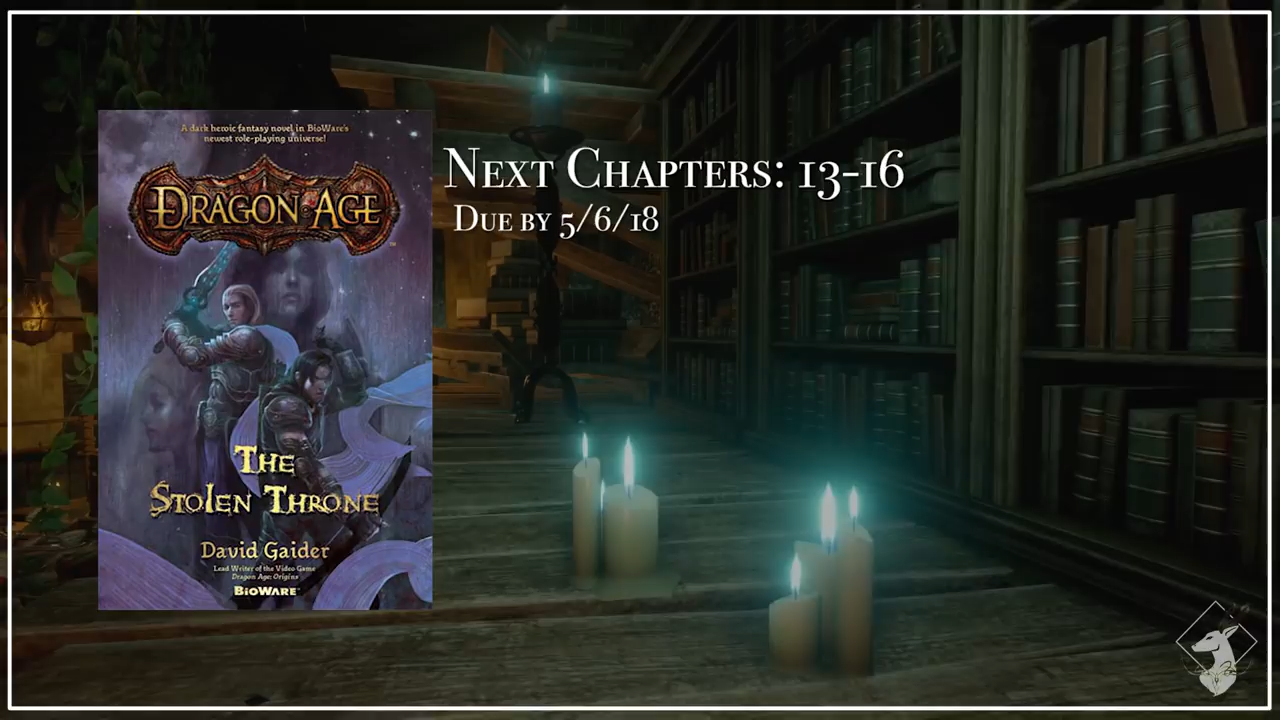 A dark heroic fantasy novel in BioWare's
newest role-playing universe!
DRAGON AGE
THE
STOLEN THRONE
David Gaider
Lead Writer of the Video Game
Dragon Age: Origins
BIOWARE
NEXT CHAPTERS: 13-16
DUE BY 5/6/18